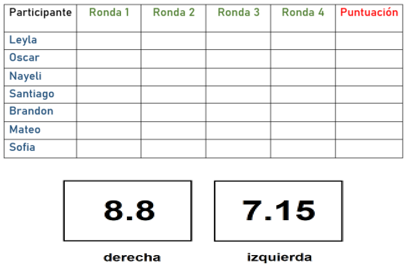 Participante Ronda 1 Ronda 2 Ronda 3 Ronda 4 Puntuación
Leyla
Oscar
Nayeli
Santiago
Brandon
Mateo
Sofia
8.8 7.15
derecha izquierda